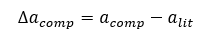 Δa_comp = a_comp − a_lit